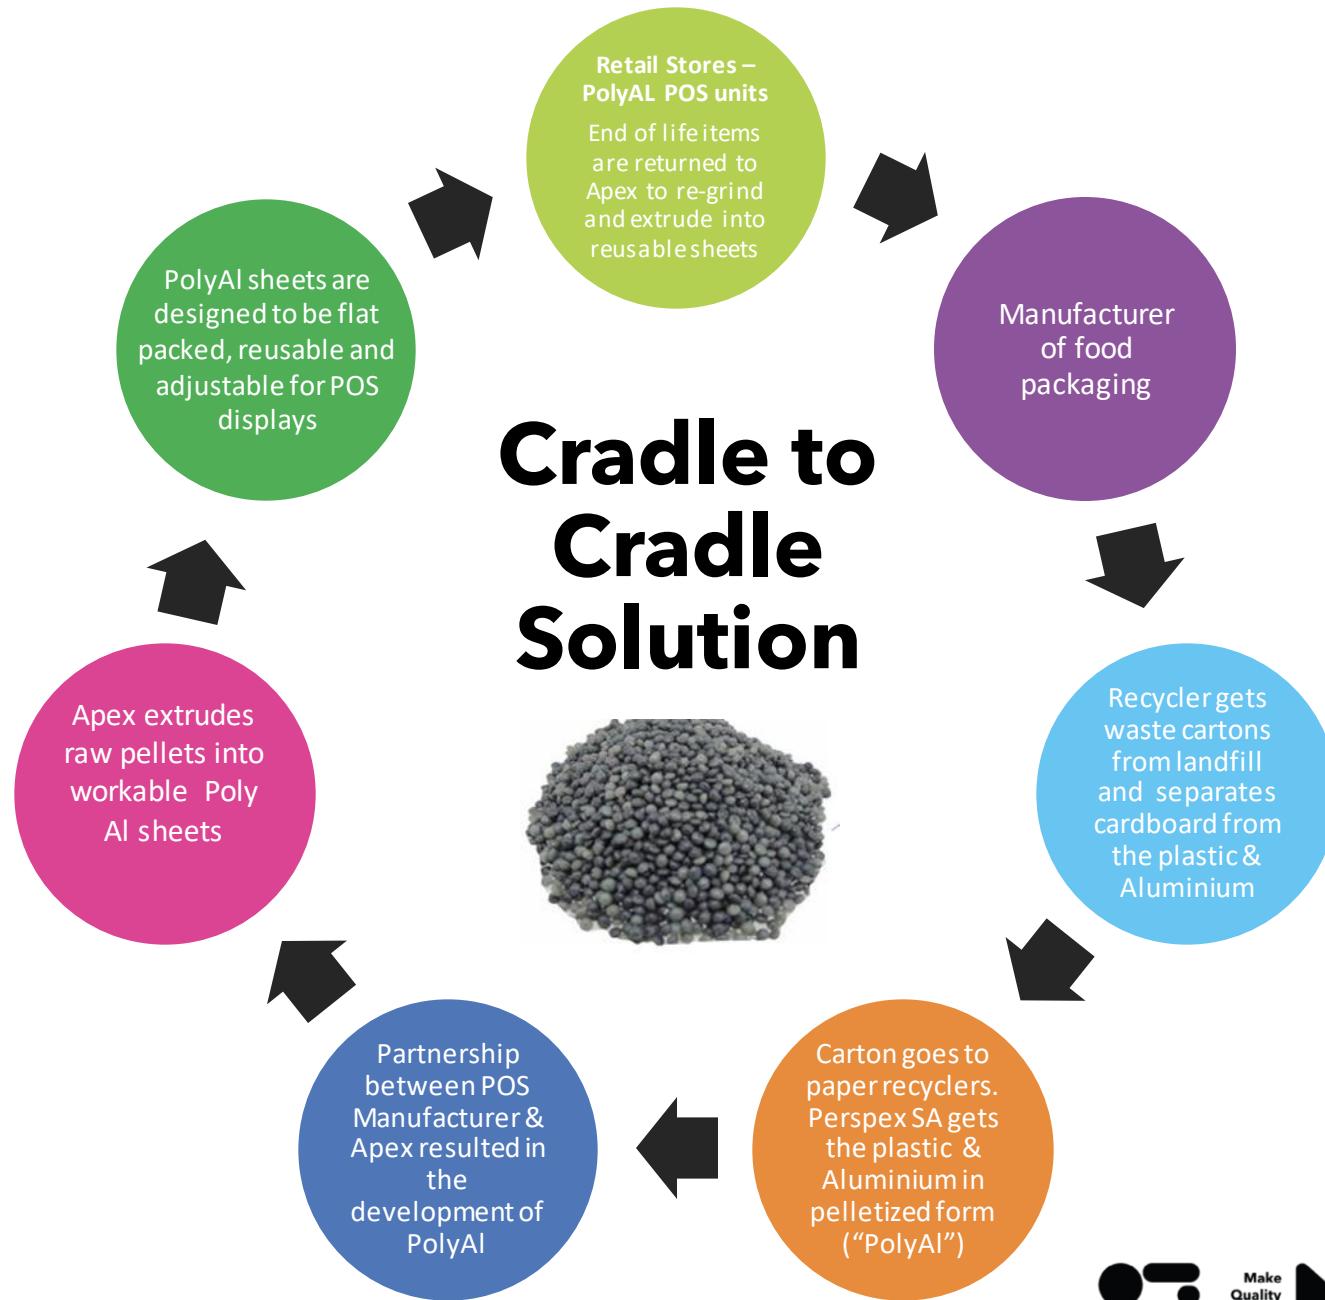 Retail Stores –
PolyAL POS units
End of life items
are returned to
Apex to re-grind
and extrude into
reusable sheets
Manufacturer
of food
packaging
Recycler gets
waste cartons
from landfill
and separates
cardboard from
the plastic &
Aluminium
Carton goes to
paper recyclers.
Perspex SA gets
the plastic &
Aluminium in
pelletized form
(“PolyAl”)
Partnership
between POS
Manufacturer &
Apex resulted in
the
development of
PolyAl
Apex extrudes
raw pellets into
workable Poly
Al sheets
PolyAl sheets are
designed to be flat
packed, reusable and
adjustable for POS
displays
Cradle to
Cradle
Solution
Make
Quality